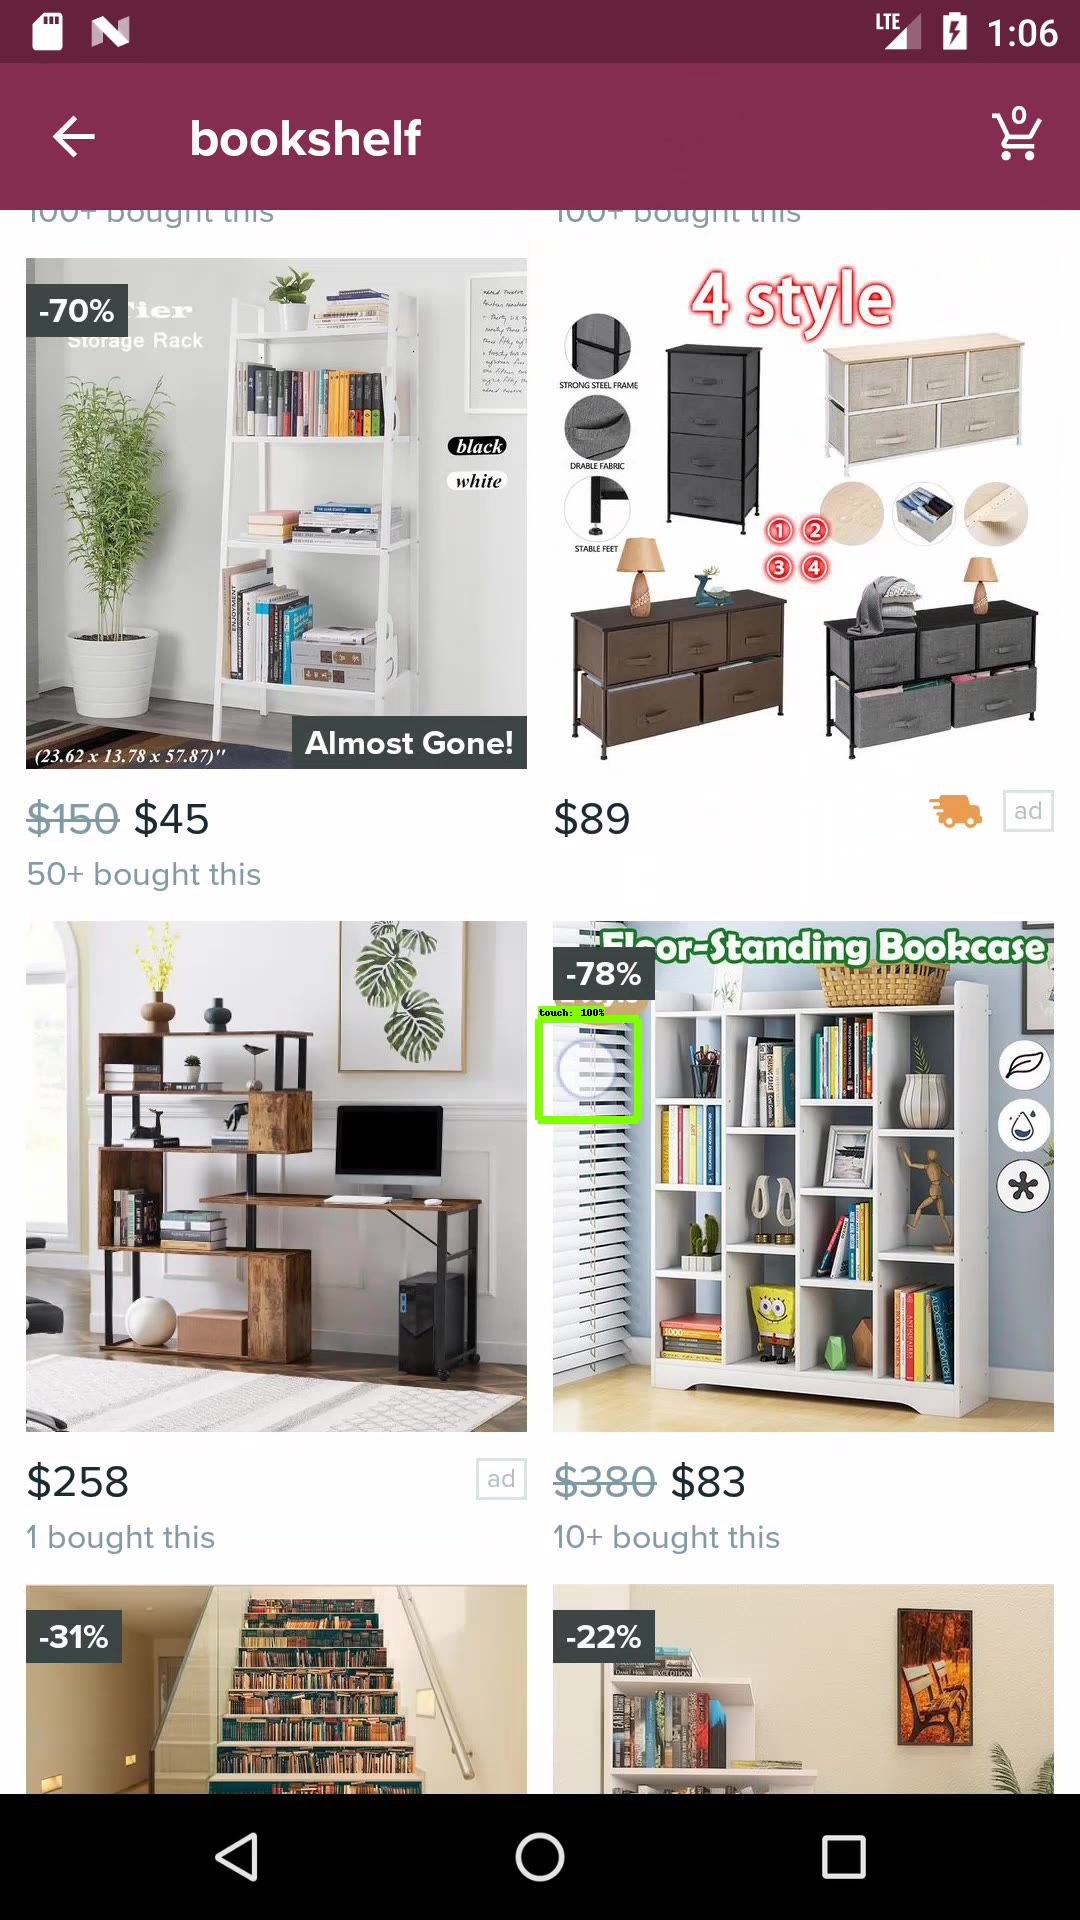 LTE 1:06
bookshelf
0
100+ bought this
100+ bought this
-70%
Tier
Storage Rack
black
white
Almost Gone!
(23.62 x 13.78 x 57.87)"
4 style
STRONG STEEL FRAME
DRABLE FABRIC
STABLE FEET
① ②
③ ④
$150 $45
50+ bought this
$89
ad
-78%
Floor-Standing Bookcase
touch: 100%
$258
ad
1 bought this
$380 $83
10+ bought this
-31%
-22%